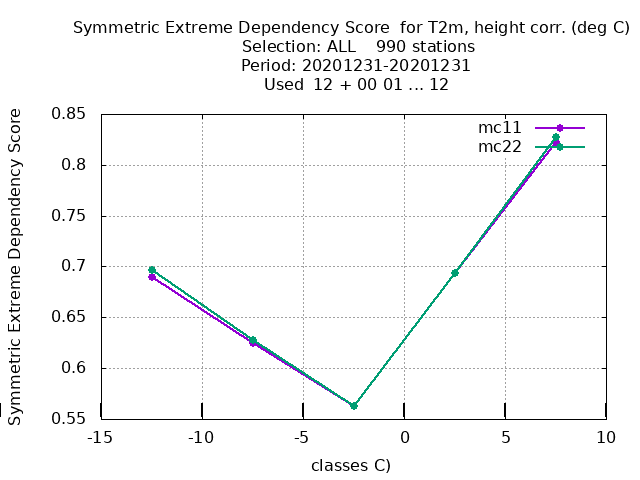 Symmetric Extreme Dependency Score  for T2m, height corr. (deg C)
Selection: ALL    990 stations
Period: 20201231-20201231
Used  12 + 00 01 ... 12
Symmetric Extreme Dependency Score
mc11
mc22
0.85
0.8
0.75
0.7
0.65
0.6
0.55
-15
-10
-5
0
5
10
classes C)